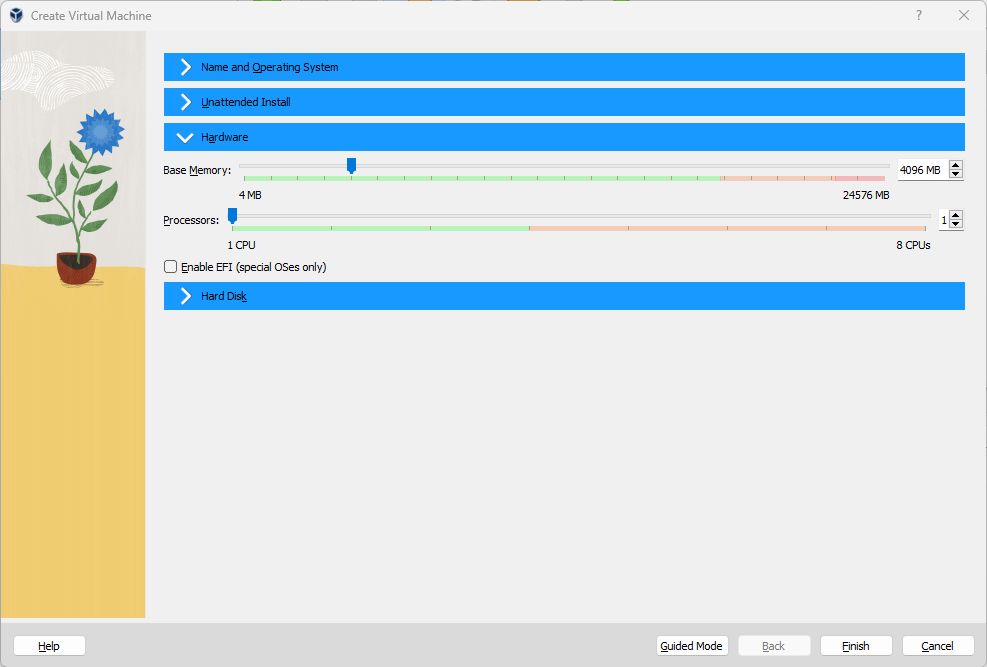 Create Virtual Machine ?
Name and Operating System
Unattended Install
Hardware
Base Memory: 4096 MB
4 MB 24576 MB
Processors: 1
1 CPU 8 CPUs
Enable EFI (special OSes only)
Hard Disk
Help Guided Mode Back Finish Cancel